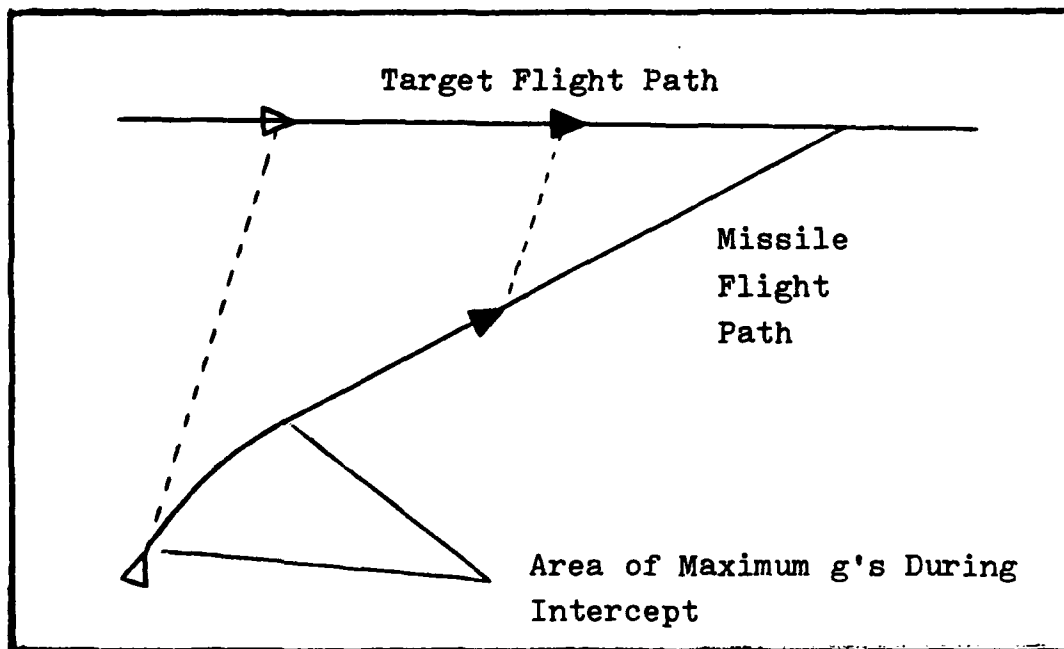 Target Flight Path
Missile
Flight
Path
Area of Maximum g's During
Intercept